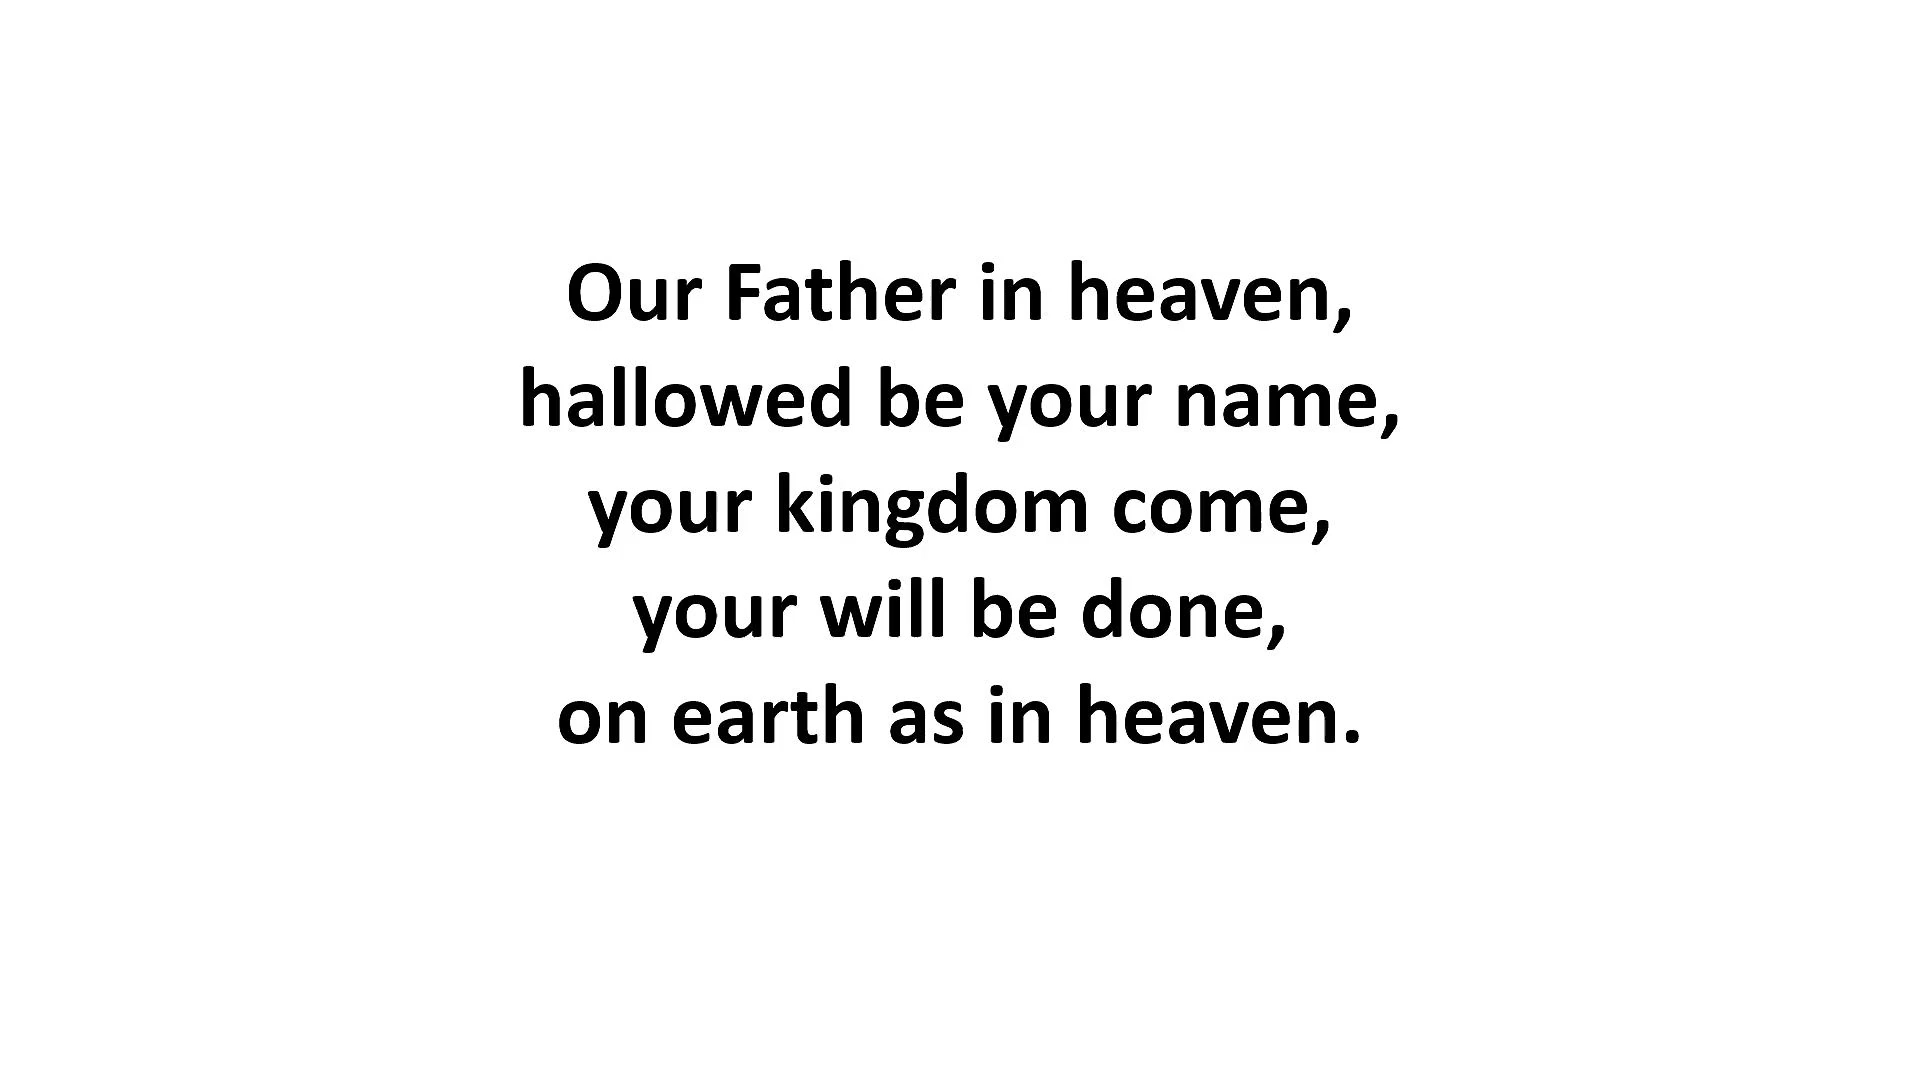 Our Father in heaven,
hallowed be your name,
your kingdom come,
your will be done,
on earth as in heaven.